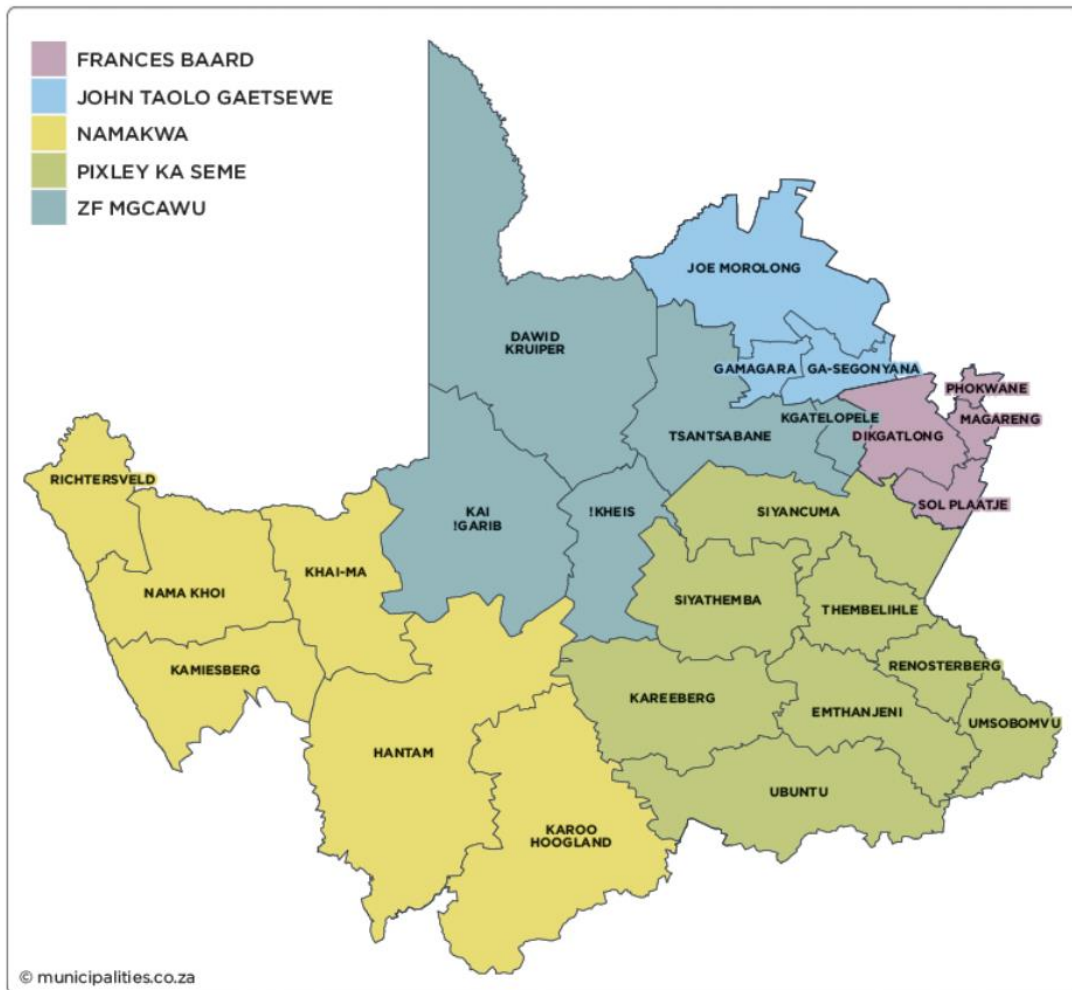 FRANCES BAARD
JOHN TAOLO GAETSEWE
NAMAKWA
PIXLEY KA SEME
ZF MGCAWU
JOE MOROLONG
DAWID
KRUIPER
GAMAGARA
GA-SEGONYANA
PHOKWANE
KGATELOPELE
MAGARENG
TSANTSABANE
DIKGATLONG
RICHTERSVELD
SOL PLAATJE
KAI
!GARIB
!KHEIS
SIYANCUMA
KHAI-MA
NAMA KHOI
SIYATHEMBA
THEMBELIHLE
KAMIESBERG
RENOSTERBERG
KAREEBERG
EMTHANJENI
UMSOBOMVU
HANTAM
UBUNTU
KAROO
HOOGLAND
© municipalities.co.za